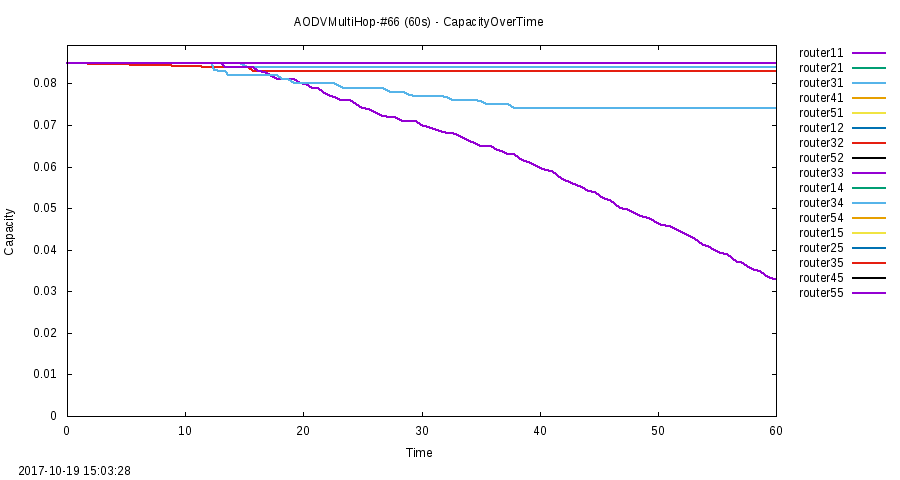 AODVMultiHop-#66 (60s) - CapacityOverTime
router11
router21
router31
router41
router51
router12
router32
router52
router33
router14
router34
router54
router15
router25
router35
router45
router55
0.08
0.07
0.06
0.05
0.04
0.03
0.02
0.01
0
Capacity
0 10 20 30 40 50 60
Time
2017-10-19 15:03:28